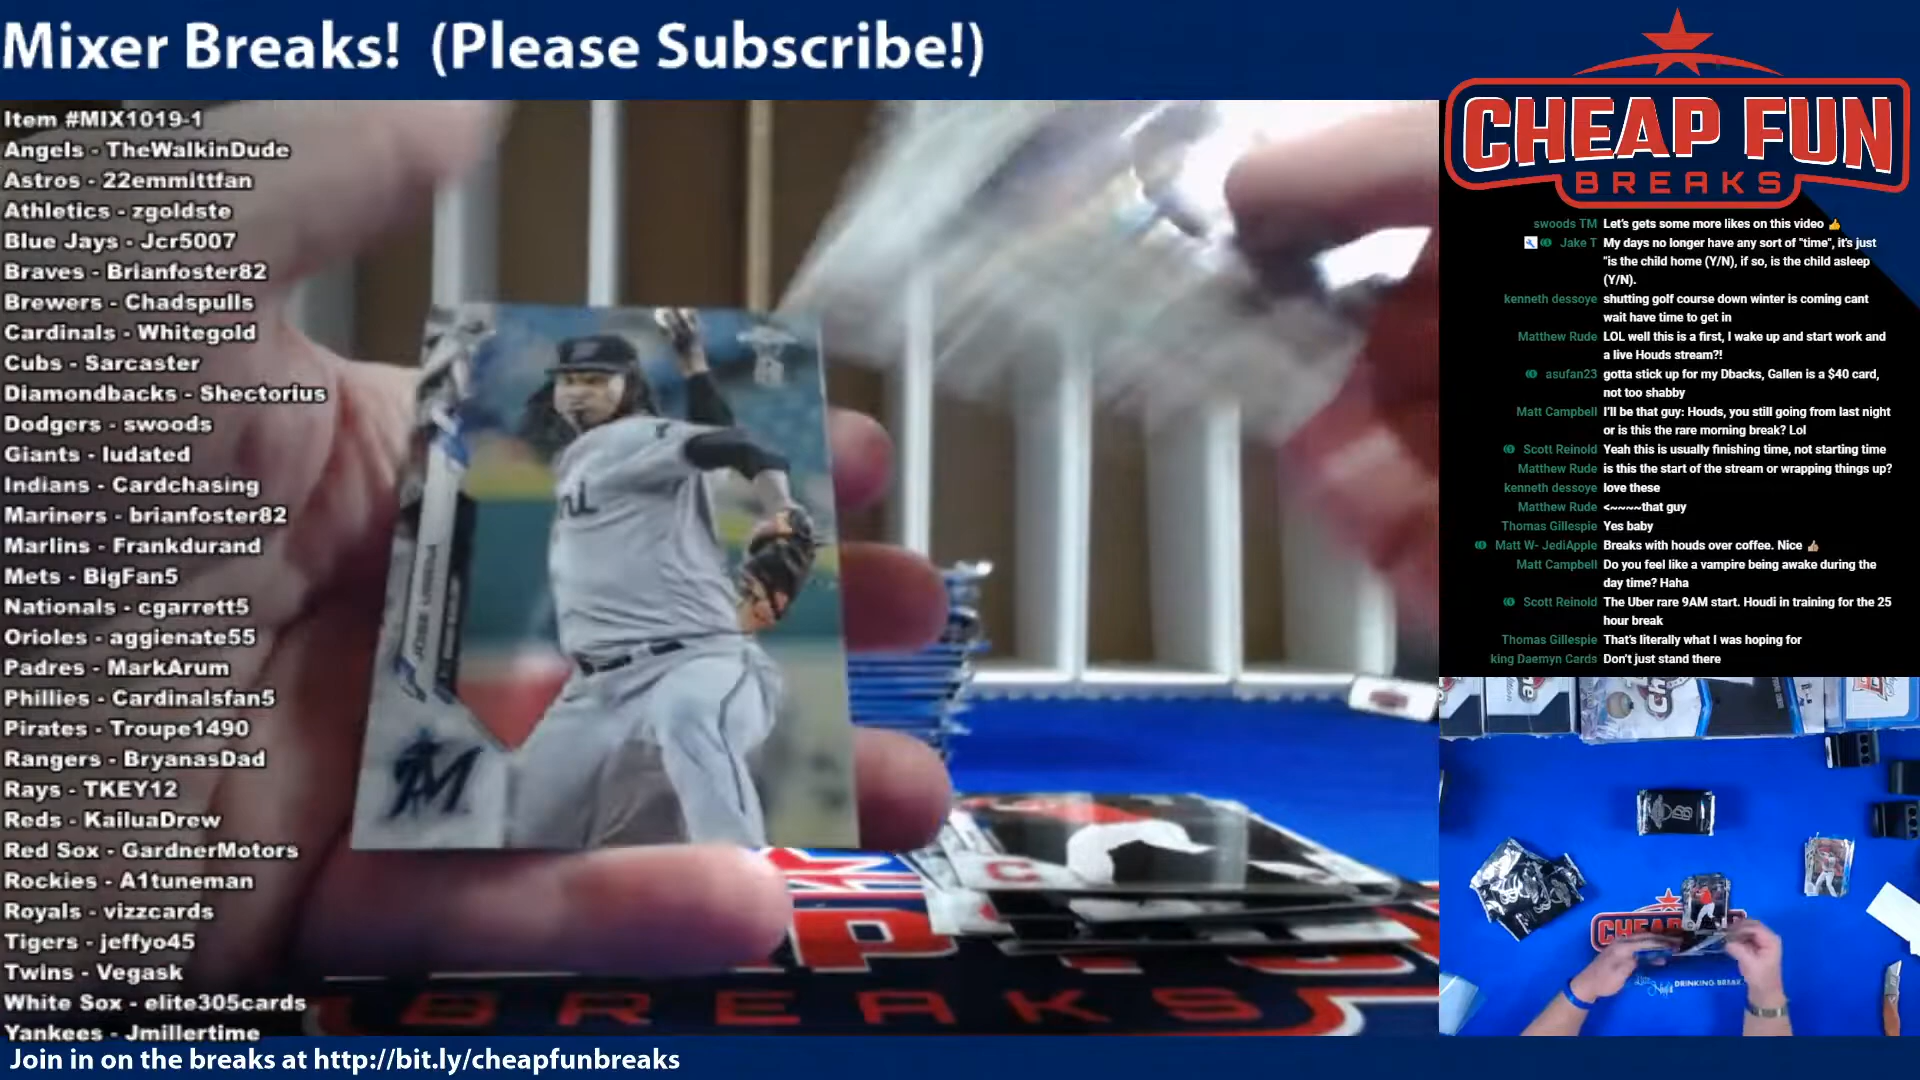 Mixer Breaks! (Please Subscribe!)
CHEAP FUN
BREAKS
Item #MIX1019-1
Angels - TheWalkinDude
Astros - 22emmittfan
Athletics - zgoldste
Blue Jays - Jcr5007
Braves - Brianfoster82
Brewers - Chadspulls
Cardinals - Whitegold
Cubs - Sarcaster
Diamondbacks - Shectorius
Dodgers - swoods
Giants - ludated
Indians - Cardchasing
Mariners - brianfoster82
Marlins - Frankdurand
Mets - BigFan5
Nationals - cgarrett5
Orioles - aggienate55
Padres - MarkArum
Phillies - Cardinalsfan5
Pirates - Troupe1490
Rangers - BryanasDad
Rays - TKEY12
Reds - KailuaDrew
Red Sox - GardnerMotors
Rockies - A1tuneman
Royals - vizzcards
Tigers - jeffyo45
Twins - Vegask
White Sox - elite305cards
Yankees - Jmillertime
JOSE UREÑA
M
C
BREAKS
swoods TM Let's gets some more likes on this video 👍
Jake T My days no longer have any sort of "time", it's just
"is the child home (Y/N), if so, is the child asleep
(Y/N).
kenneth dessoye shutting golf course down winter is coming cant
wait have time to get in
Matthew Rude LOL well this is a first, I wake up and start work and
a live Houds stream?!
asufan23 gotta stick up for my Dbacks, Gallen is a $40 card,
not too shabby
Matt Campbell I'll be that guy: Houds, you still going from last night
or is this the rare morning break? Lol
Scott Reinold Yeah this is usually finishing time, not starting time
Matthew Rude is this the start of the stream or wrapping things up?
kenneth dessoye love these
Matthew Rude <~~~~that guy
Thomas Gillespie Yes baby
Matt W- JediApple Breaks with houds over coffee. Nice 👍🏼
Matt Campbell Do you feel like a vampire being awake during the
day time? Haha
Scott Reinold The Uber rare 9AM start. Houdi in training for the 25
hour break
Thomas Gillespie That's literally what I was hoping for
king Daemyn Cards Don't just stand there
CHEAP
Late Night DRINKING BREAK
Join in on the breaks at http://bit.ly/cheapfunbreaks